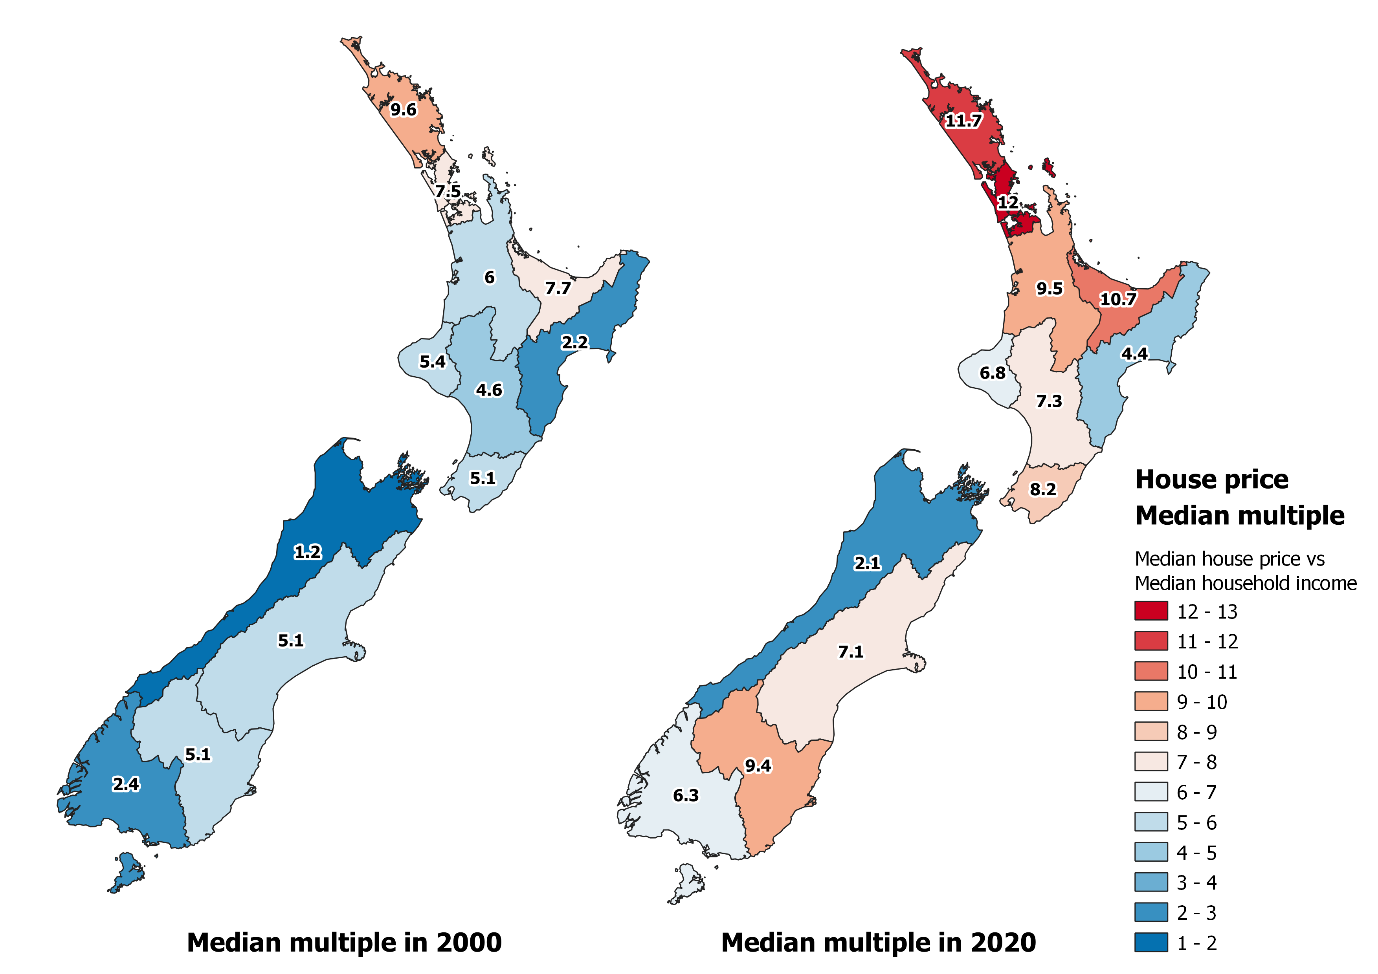 9.6
7.5
6
7.7
2.2
5.4
4.6
5.1
1.2
5.1
5.1
2.4
Median multiple in 2000
11.7
12
9.5
10.7
4.4
6.8
7.3
8.2
2.1
7.1
9.4
6.3
Median multiple in 2020
House price
Median multiple
Median house price vs
Median household income
12 - 13
11 - 12
10 - 11
9 - 10
8 - 9
7 - 8
6 - 7
5 - 6
4 - 5
3 - 4
2 - 3
1 - 2